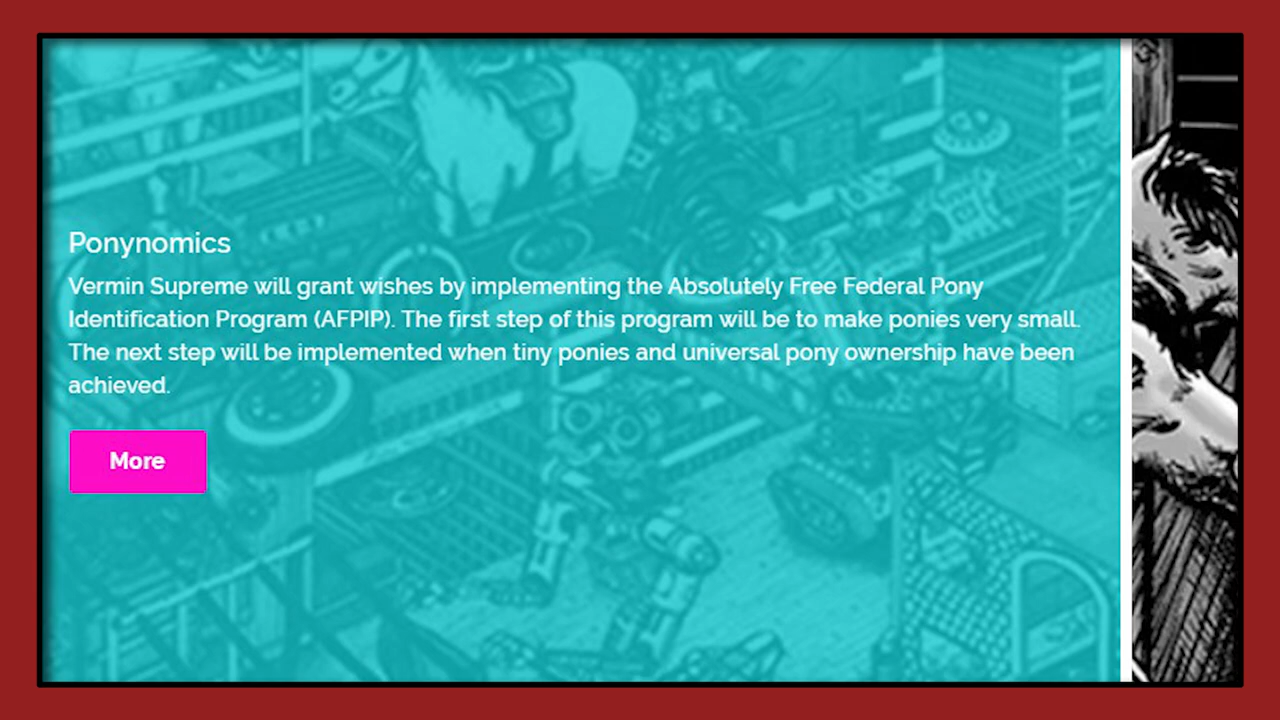 Ponynomics
Vermin Supreme will grant wishes by implementing the Absolutely Free Federal Pony
Identification Program (AFPIP). The first step of this program will be to make ponies very small.
The next step will be implemented when tiny ponies and universal pony ownership have been
achieved.
More